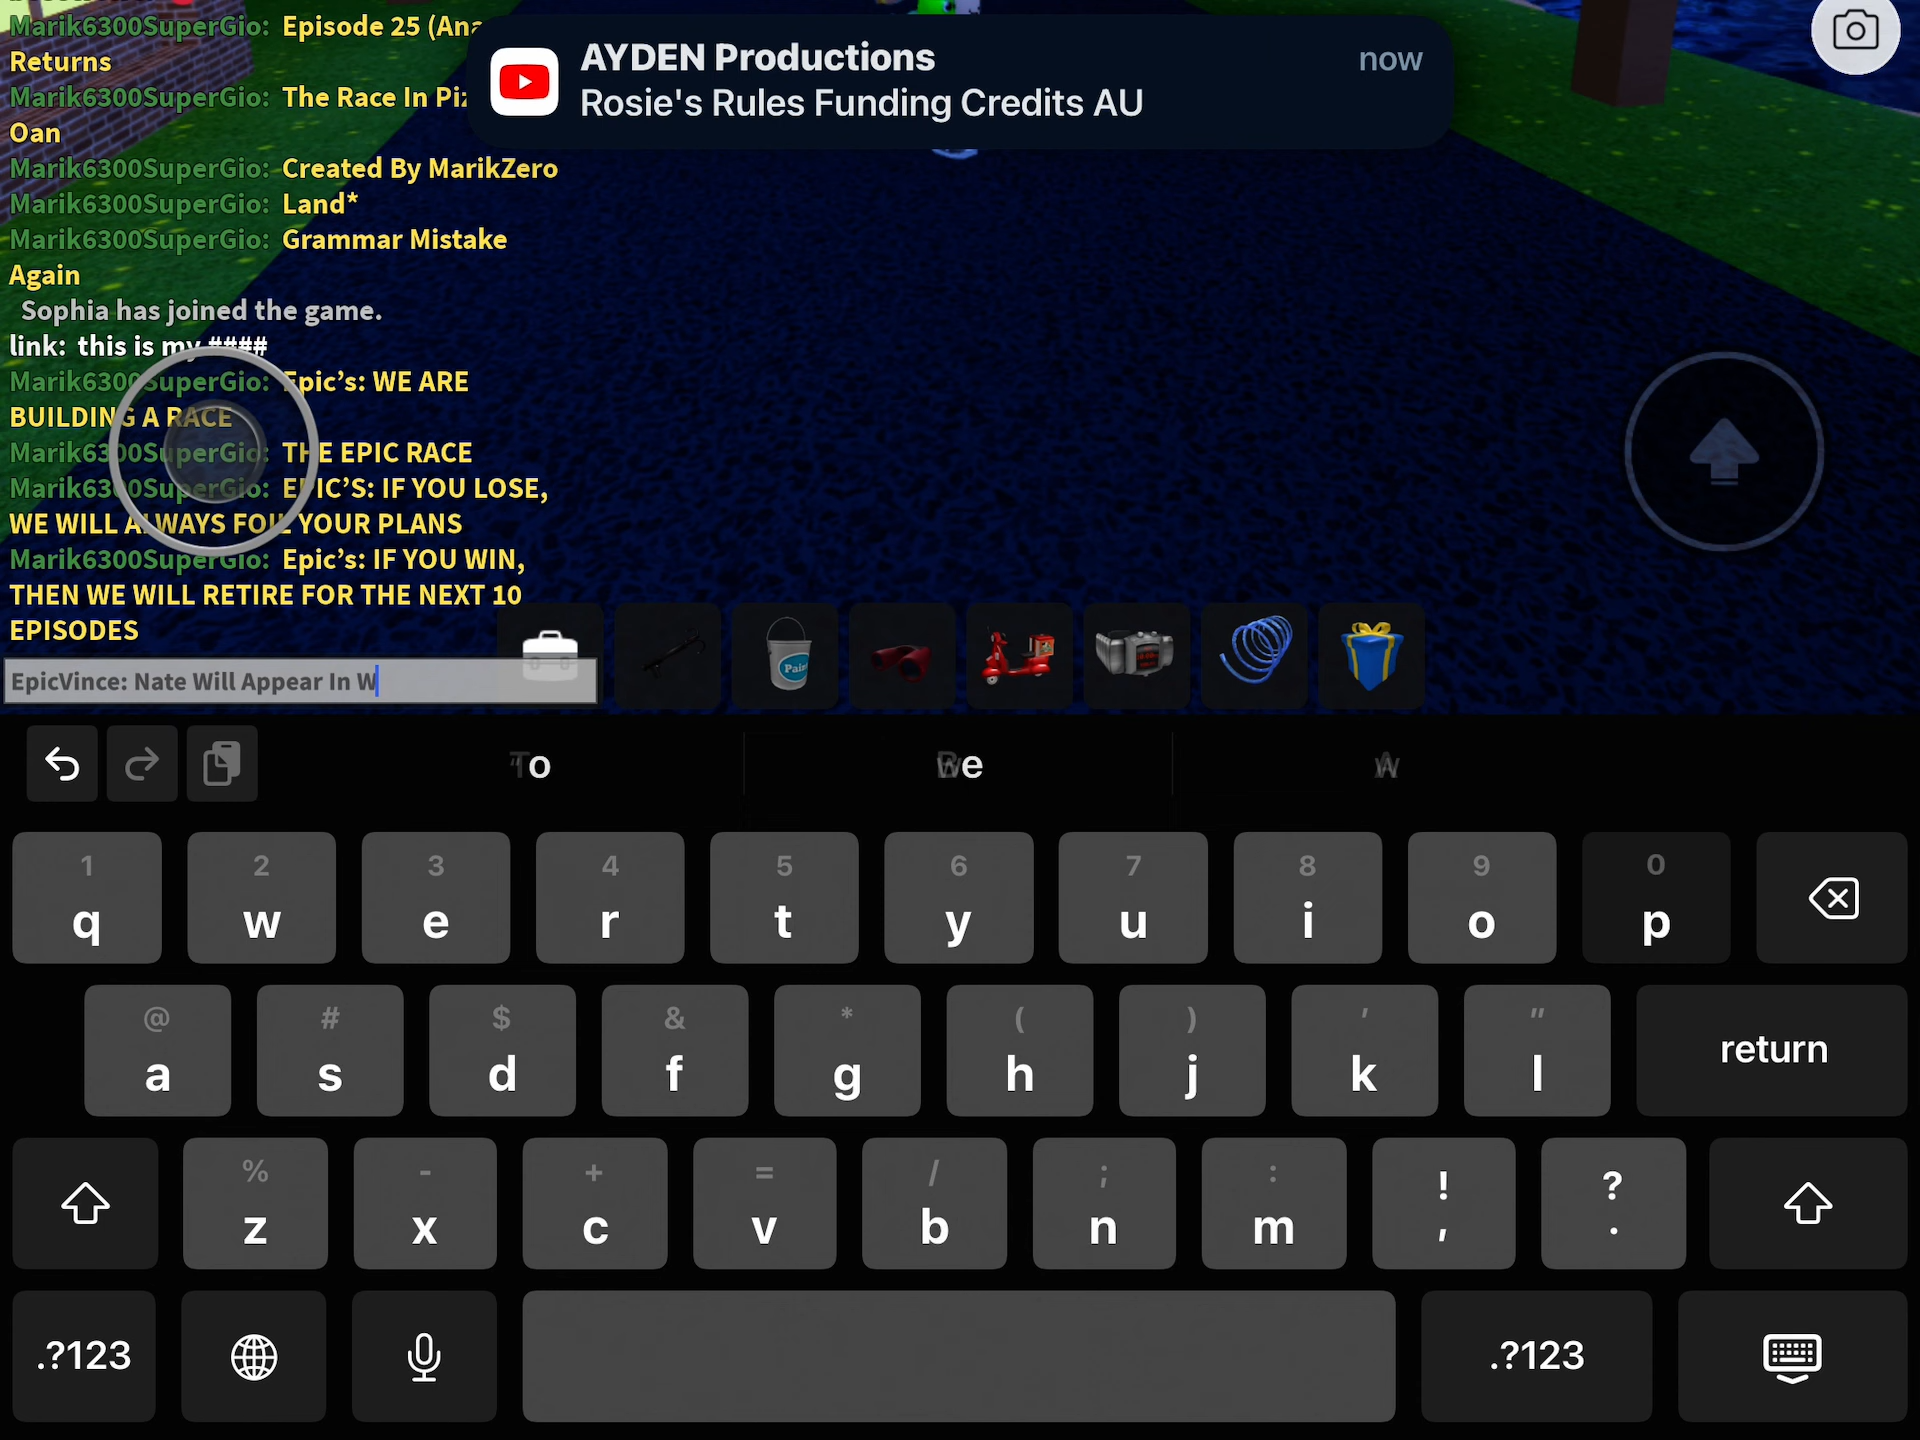 Marik6300SuperGio: Episode 25 (Ana
Returns
Marik6300SuperGio: The Race In Piz
Oan
Marik6300SuperGio: Created By MarikZero
Marik6300SuperGio: Land*
Marik6300SuperGio: Grammar Mistake
Again
Sophia has joined the game.
link: this is my ####
Marik6300SuperGio: Epic’s: WE ARE
BUILDING A RACE
Marik6300SuperGio: THE EPIC RACE
Marik6300SuperGio: EPIC’S: IF YOU LOSE,
WE WILL ALWAYS FOIL YOUR PLANS
Marik6300SuperGio: Epic’s: IF YOU WIN,
THEN WE WILL RETIRE FOR THE NEXT 10
EPISODES
EpicVince: Nate Will Appear In W
AYDEN Productions now
Rosie's Rules Funding Credits AU
Paint
1 2 3 4 5 6 7 8 9 0
q w e r t y u i o p
@ # $ & * ( ) ' "
a s d f g h j k l return
% - + = / ; : ! ?
z x c v b n m , .
.?123 .?123